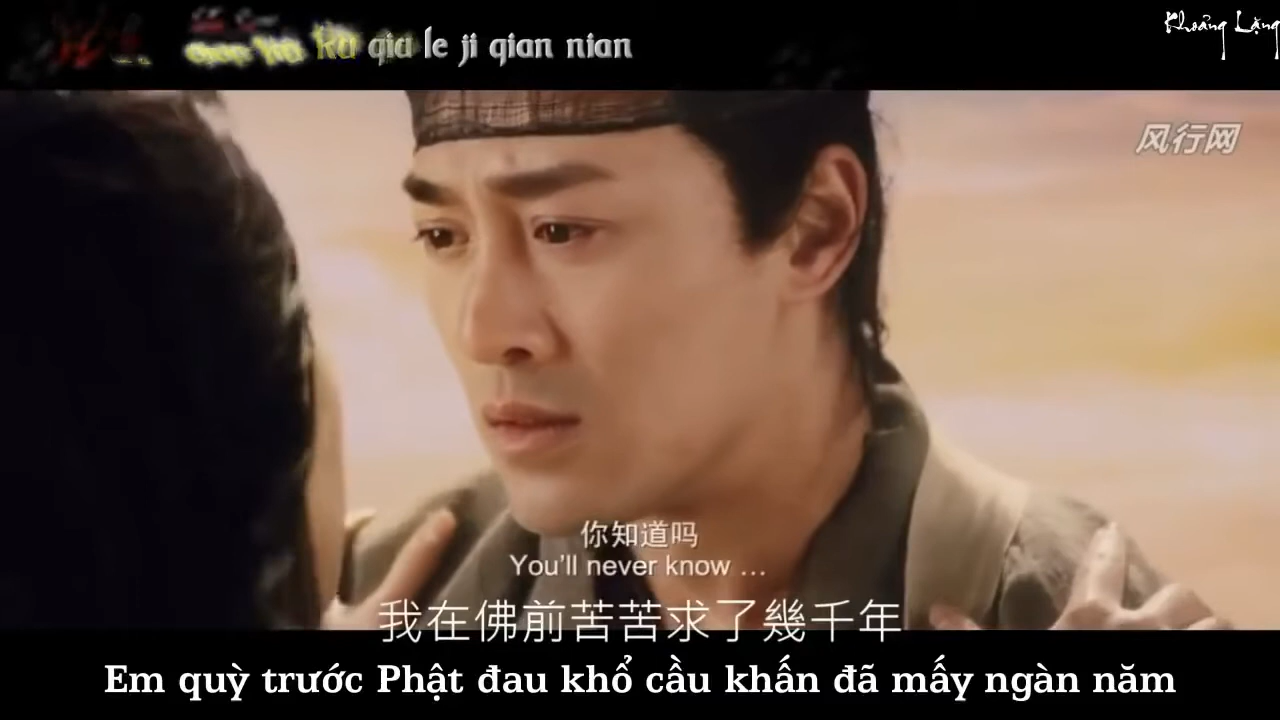 qiu le ji qian nian
Khoảng Lặng
风行网
你知道吗
You'll never know ...
我在佛前苦苦求了幾千年
Em quỳ trước Phật đau khổ cầu khấn đã mấy ngàn năm